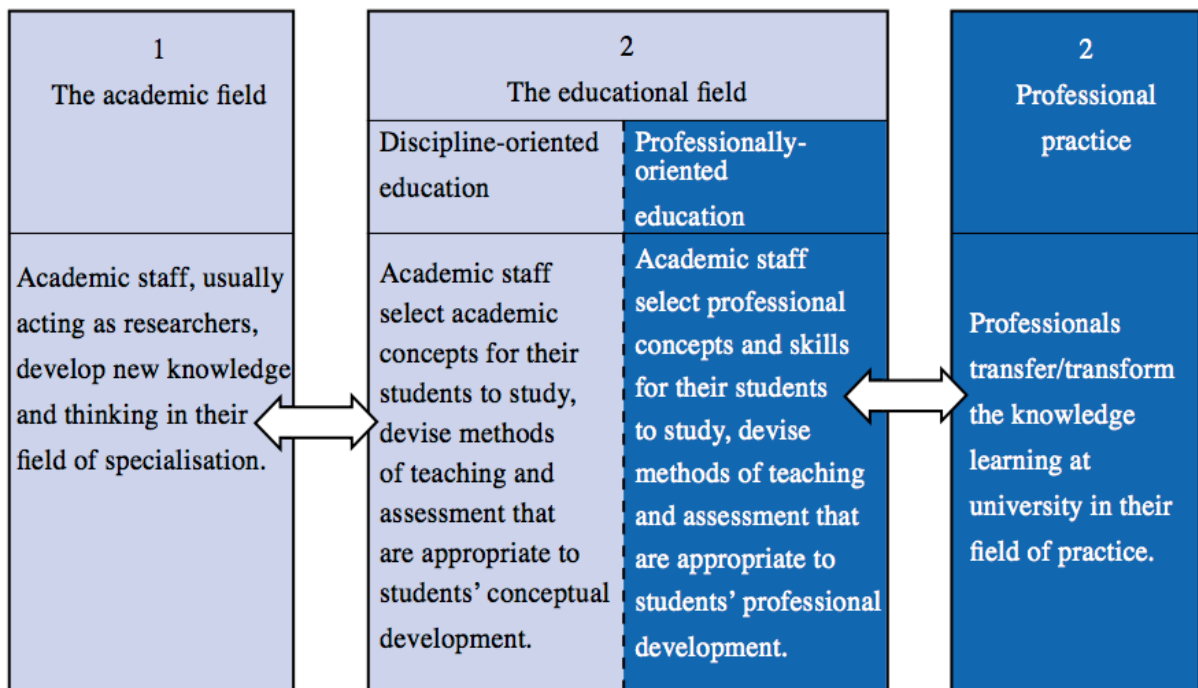 1
The academic field
Academic staff, usually
acting as researchers,
develop new knowledge
and thinking in their
field of specialisation.
2
The educational field
Discipline-oriented
education
Academic staff
select academic
concepts for their
students to study,
devise methods
of teaching and
assessment that
are appropriate to
students’ conceptual
development.
Professionally-
oriented
education
Academic staff
select professional
concepts and skills
for their students
to study, devise
methods of teaching
and assessment that
are appropriate to
students’ professional
development.
2
Professional
practice
Professionals
transfer/transform
the knowledge
learning at
university in their
field of practice.